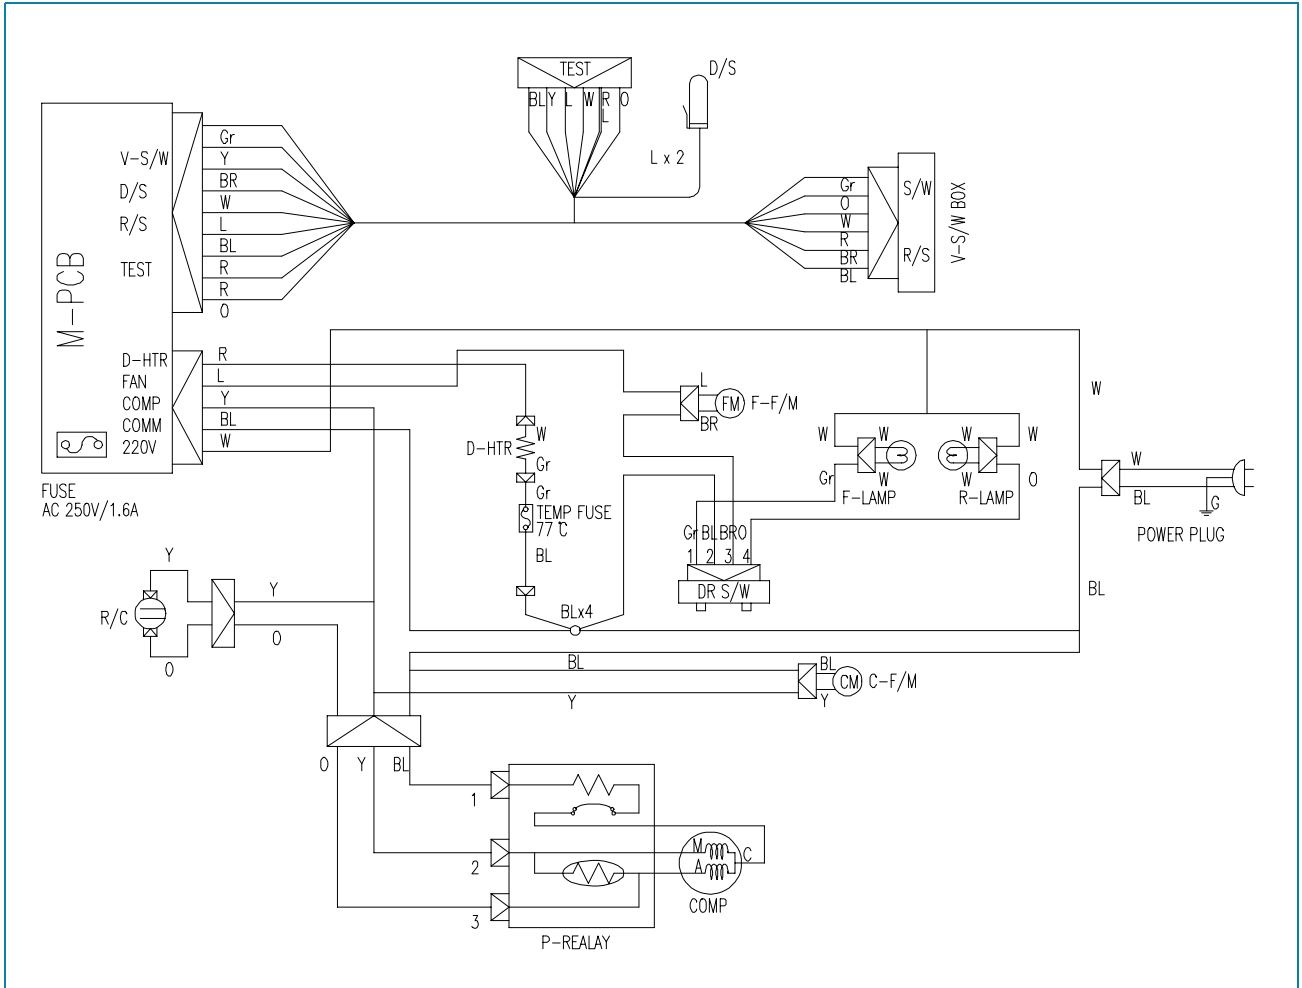 TEST
D/S
BL Y L W R O
L
L x 2
M-PCB
V-S/W
D/S
R/S
TEST
Gr
Y
BR
W
L
BL
R
R
O
Gr
O
W
R
BR
BL
S/W
R/S
V-S/W BOX
D-HTR
FAN
COMP
COMM
220V
R
L
Y
BL
W
FUSE
AC 250V/1.6A
D-HTR
W
Gr
Gr
TEMP FUSE
77℃
BL
L
FM
F-F/M
BR
W
W
W
W
W
Gr
W
W
O
F-LAMP
R-LAMP
W
BL
G
POWER PLUG
Gr BL BR O
1 2 3 4
DR S/W
BL
Y
R/C
Y
O
O
BLx4
BL
Y
BL
CM
C-F/M
Y
O Y BL
1
2
3
M
A
C
COMP
P-REALAY